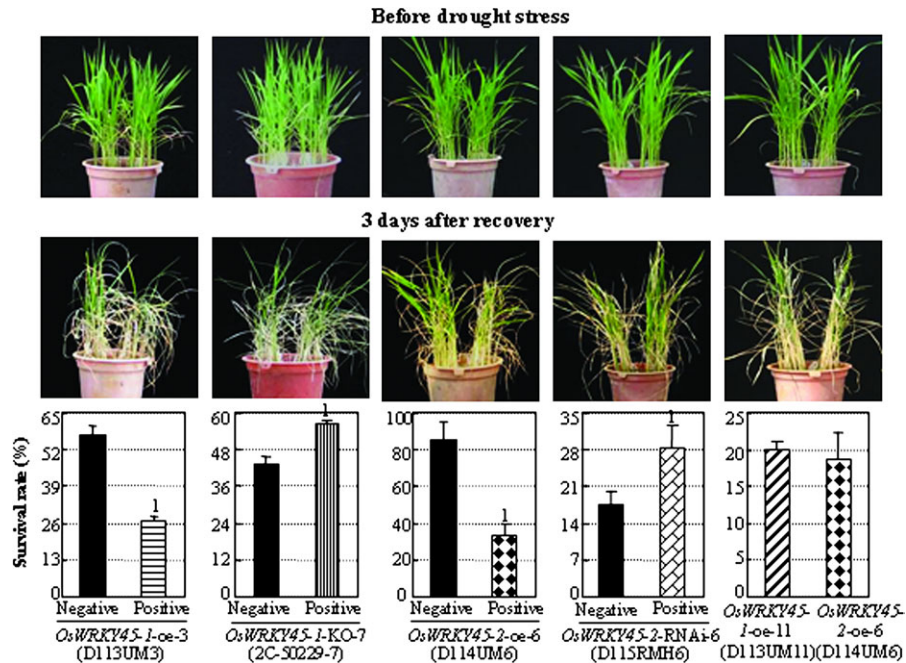 Before drought stress
3 days after recovery
Survival rate (%)
65 52 39 26 13 0
1
Negative Positive
OsWRKY45-1-oe-3
(D113UM3)
60 48 36 24 12 0
1
Negative Positive
OsWRKY45-1-KO-7
(2C-50229-7)
100 80 60 40 20 0
1
Negative Positive
OsWRKY45-2-oe-6
(D114UM6)
35 28 21 14 7 0
1
Negative Positive
OsWRKY45-2-RNAi-6
(D115RMH6)
25 20 15 10 5 0
OsWRKY45-1-oe-11
(D113UM11)
OsWRKY45-2-oe-6
(D114UM6)